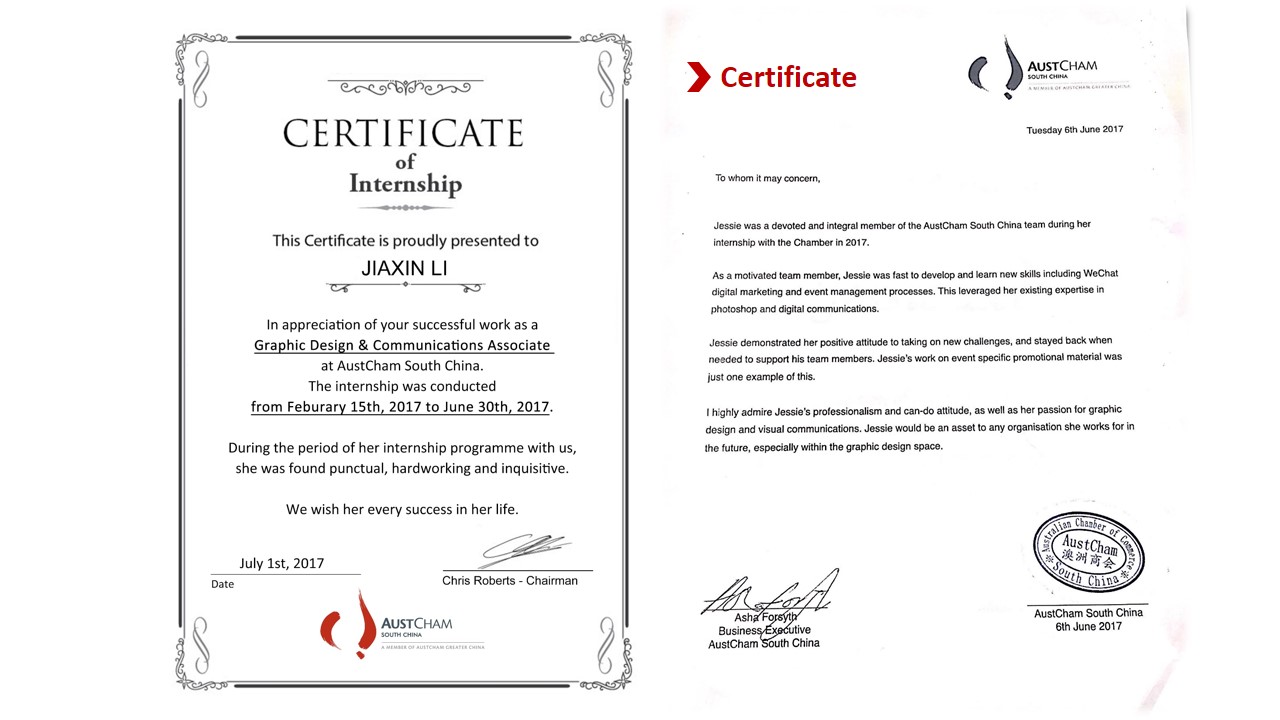 CERTIFICATE
of
Internship
This Certificate is proudly presented to
JIAXIN LI
In appreciation of your successful work as a
Graphic Design & Communications Associate
at AustCham South China.
The internship was conducted
from Feburary 15th, 2017 to June 30th, 2017.
During the period of her internship programme with us,
she was found punctual, hardworking and inquisitive.
We wish her every success in her life.
July 1st, 2017
Date
Chris Roberts - Chairman
AUSTCHAM
SOUTH CHINA
A MEMBER OF AUSTCHAM GREATER CHINA
Certificate
AUSTCHAM
SOUTH CHINA
A MEMBER OF AUSTCHAM GREATER CHINA
Tuesday 6th June 2017
To whom it may concern,
Jessie was a devoted and integral member of the AustCham South China team during her
internship with the Chamber in 2017.
As a motivated team member, Jessie was fast to develop and learn new skills including WeChat
digital marketing and event management processes. This leveraged her existing expertise in
photoshop and digital communications.
Jessie demonstrated her positive attitude to taking on new challenges, and stayed back when
needed to support his team members. Jessie's work on event specific promotional material was
just one example of this.
I highly admire Jessie's professionalism and can-do attitude, as well as her passion for graphic
design and visual communications. Jessie would be an asset to any organisation she works for in
the future, especially within the graphic design space.
Asha Forsyth
Business Executive
AustCham South China
Australian Chamber of Commerce
AustCham
澳洲商会
South China
AustCham South China
6th June 2017